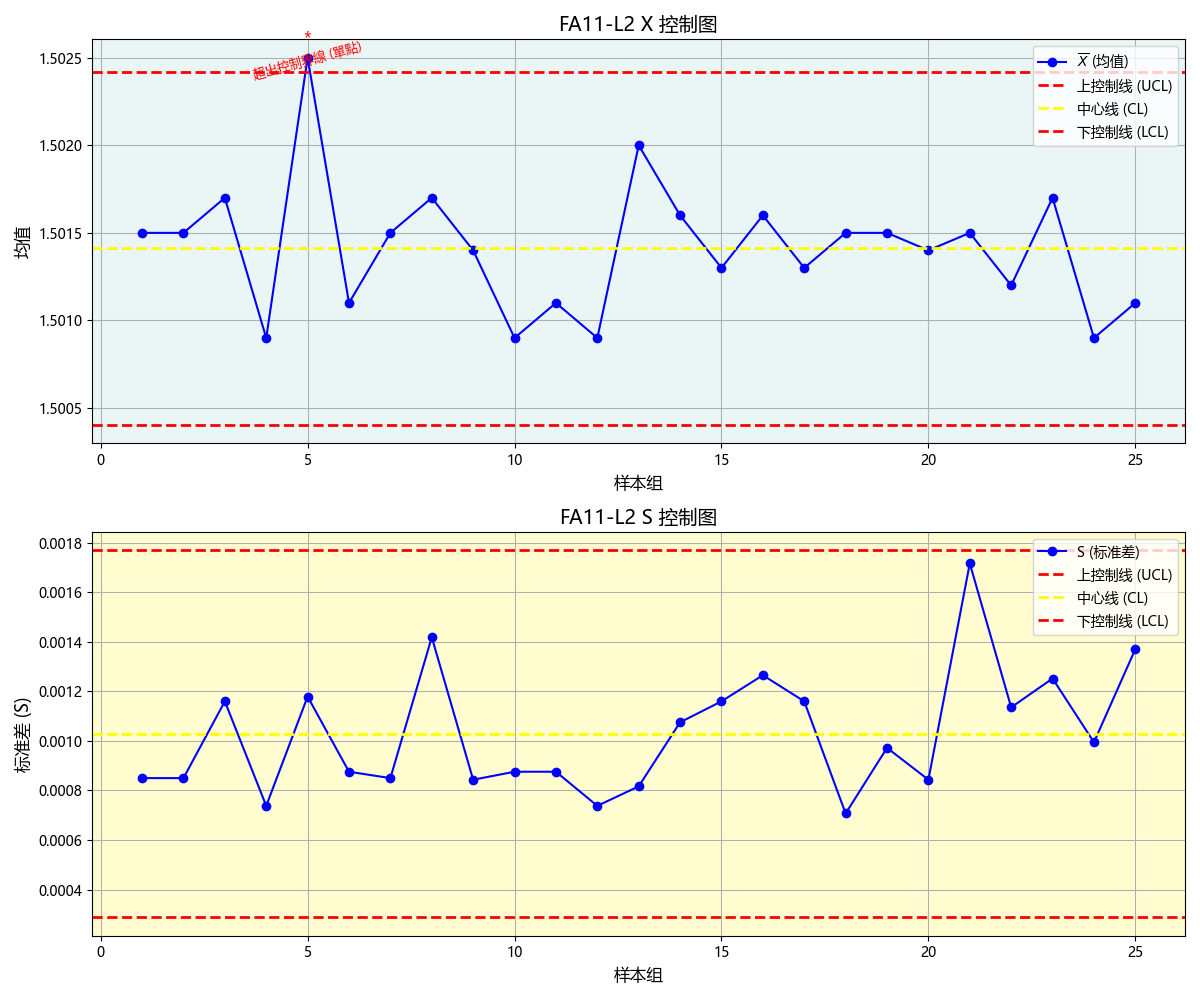 FA11-L2 X 控制图
*
超出控制界線 (單點)
1.5025
1.5020
1.5015
1.5010
1.5005
均值
X (均值)
上控制线 (UCL)
中心线 (CL)
下控制线 (LCL)
0 5 10 15 20 25
样本组
FA11-L2 S 控制图
0.0018
0.0016
0.0014
0.0012
0.0010
0.0008
0.0006
0.0004
标准差 (S)
S (标准差)
上控制线 (UCL)
中心线 (CL)
下控制线 (LCL)
0 5 10 15 20 25
样本组